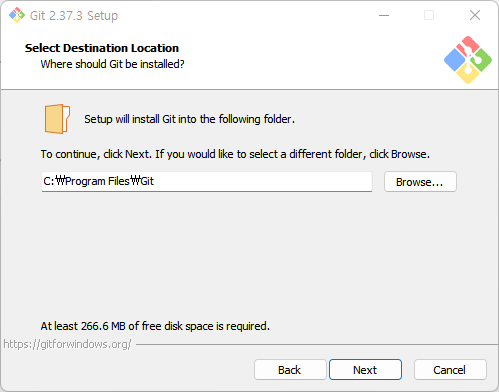 Git 2.37.3 Setup
Select Destination Location
Where should Git be installed?
Setup will install Git into the following folder.
To continue, click Next. If you would like to select a different folder, click Browse.
C:₩Program Files₩Git
Browse...
At least 266.6 MB of free disk space is required.
https://gitforwindows.org/
Back
Next
Cancel